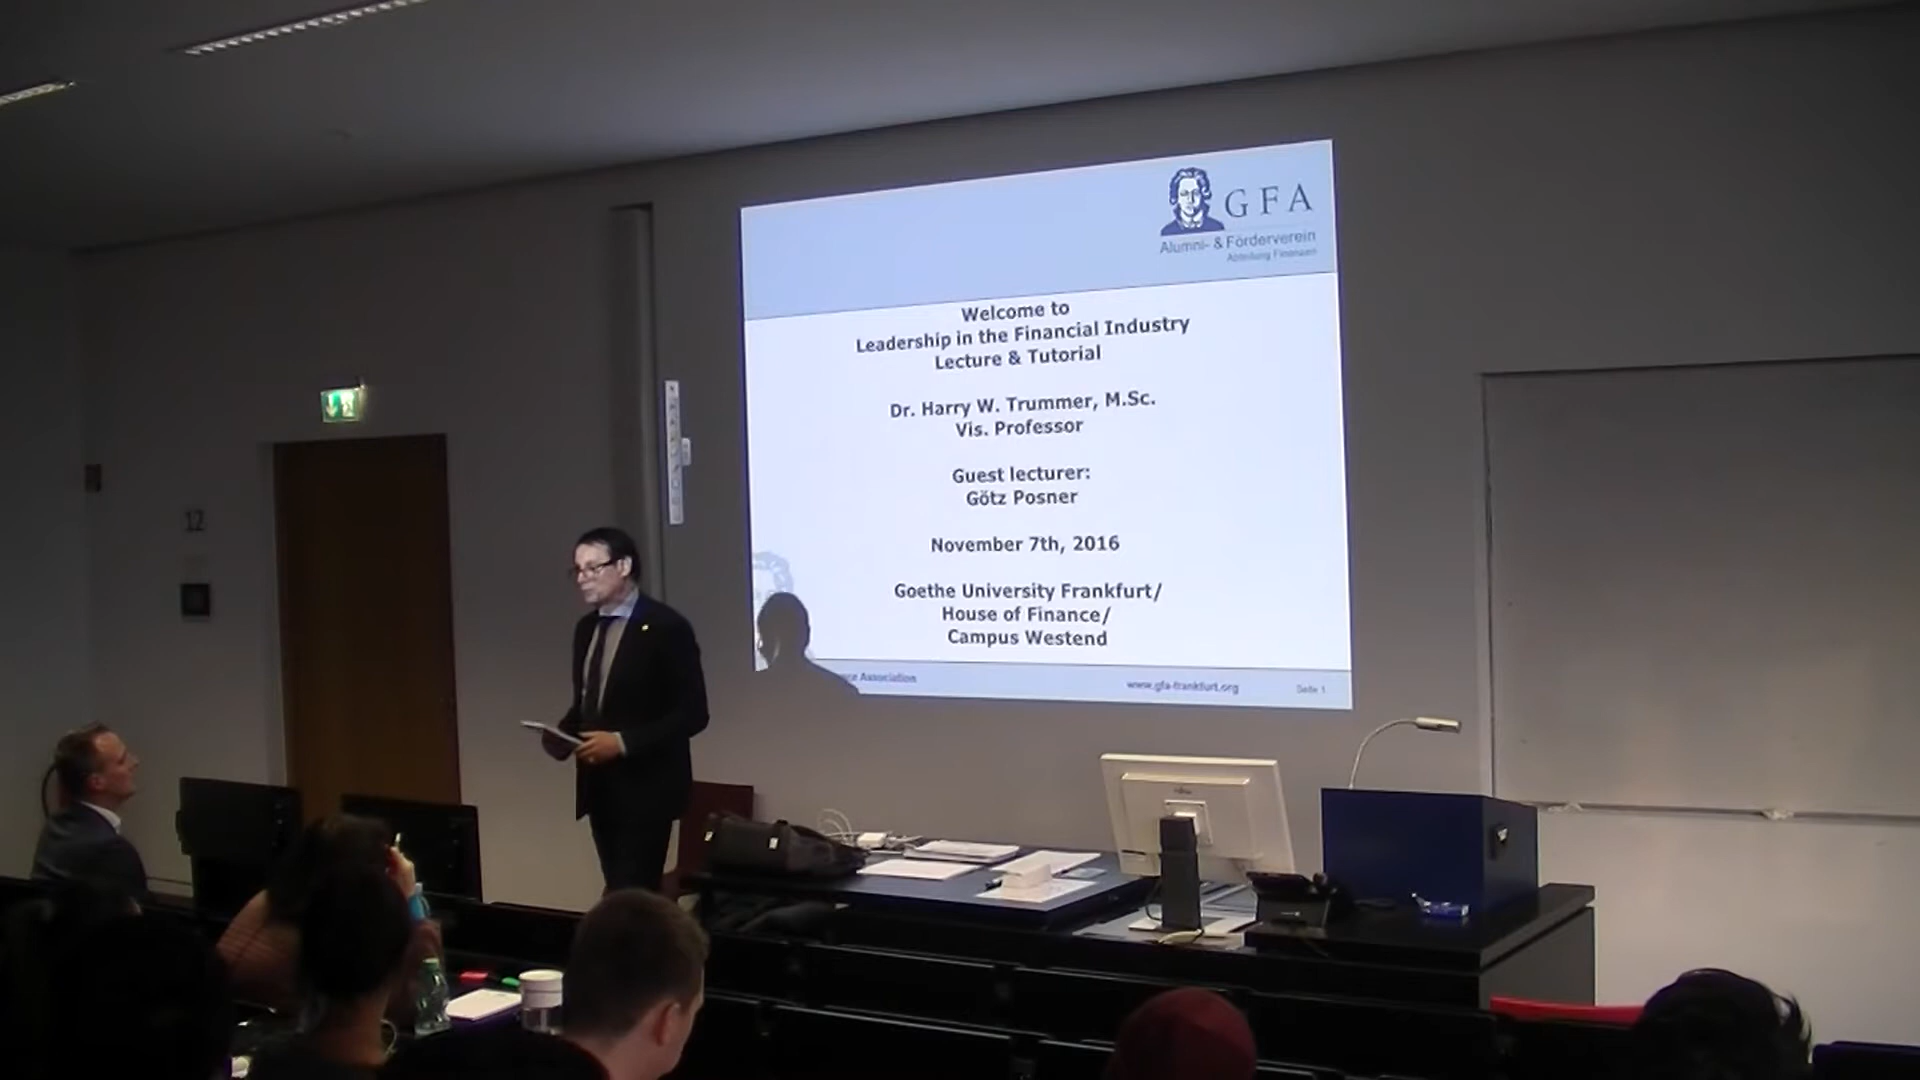 GFA
Alumni- & Förderverein
Abteilung Finanzen
Welcome to
Leadership in the Financial Industry
Lecture & Tutorial
Dr. Harry W. Trummer, M.Sc.
Vis. Professor
Guest lecturer:
Götz Posner
November 7th, 2016
Goethe University Frankfurt/
House of Finance/
Campus Westend
Association
www.gfa-frankfurt.org
Seite 1
12